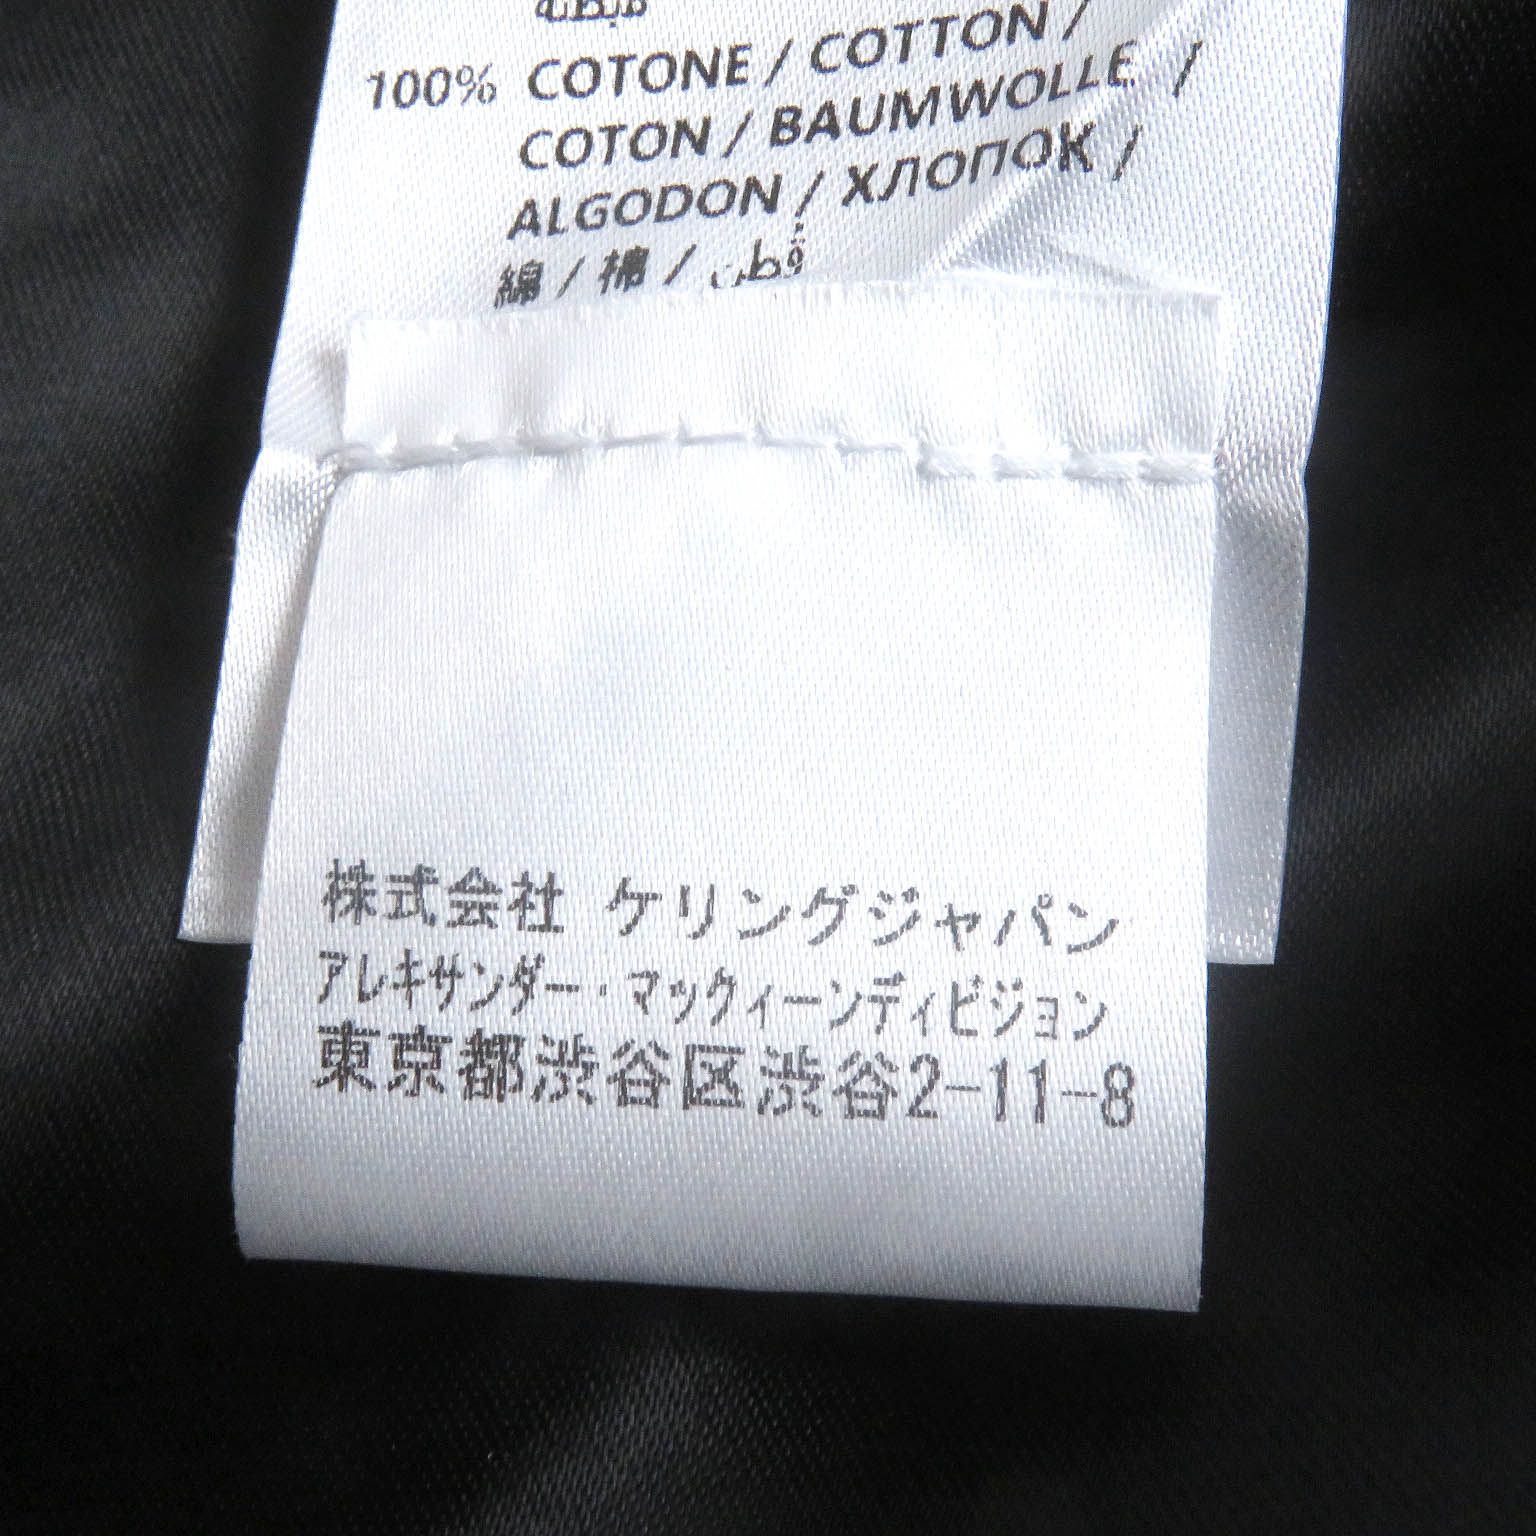 100% COTONE / COTTON /
COTON / BAUMWOLLE /
ALGODON / ХЛОПОК /
綿 / 棉 / قطن
株式会社 ケリングジャパン
アレキサンダー・マックィーンディビジョン
東京都渋谷区渋谷2-11-8